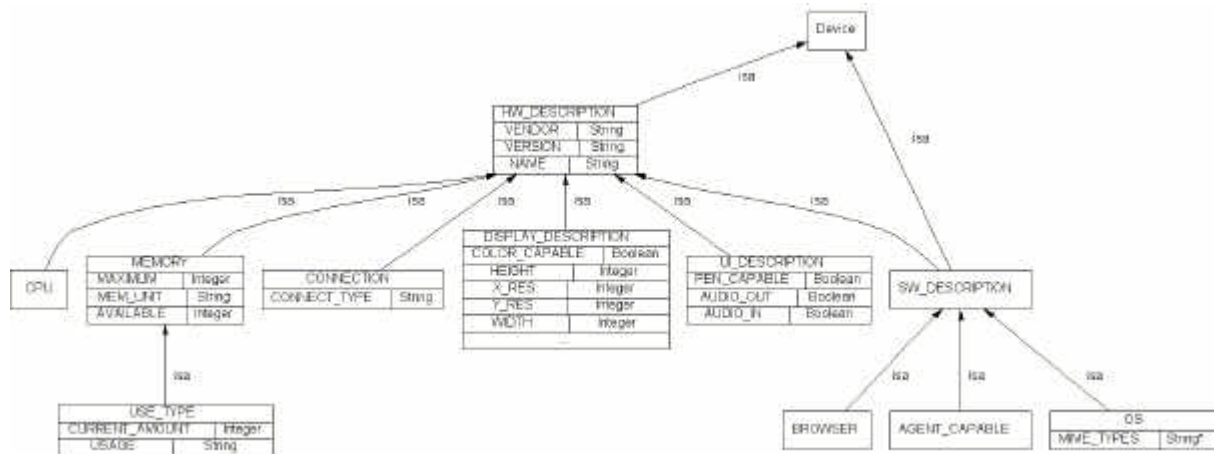 Device
isa
isa
HW_DESCRIPTION
VENDOR String
VERSION String
NAME String
isa isa isa isa isa isa
CPU
MEMORY
MAXIMUM Integer
MEM_UNIT String
AVAILABLE Integer
CONNECTION
CONNECT_TYPE String
DISPLAY_DESCRIPTION
COLOR_CAPABLE Boolean
HEIGHT Integer
X_RES Integer
Y_RES Integer
WIDTH Integer
...
UI_DESCRIPTION
PEN_CAPABLE Boolean
AUDIO_OUT Boolean
AUDIO_IN Boolean
SW_DESCRIPTION
isa
isa isa isa
USE_TYPE
CURRENT_AMOUNT Integer
USAGE String
BROWSER
AGENT_CAPABLE
OS
MIME_TYPES String*